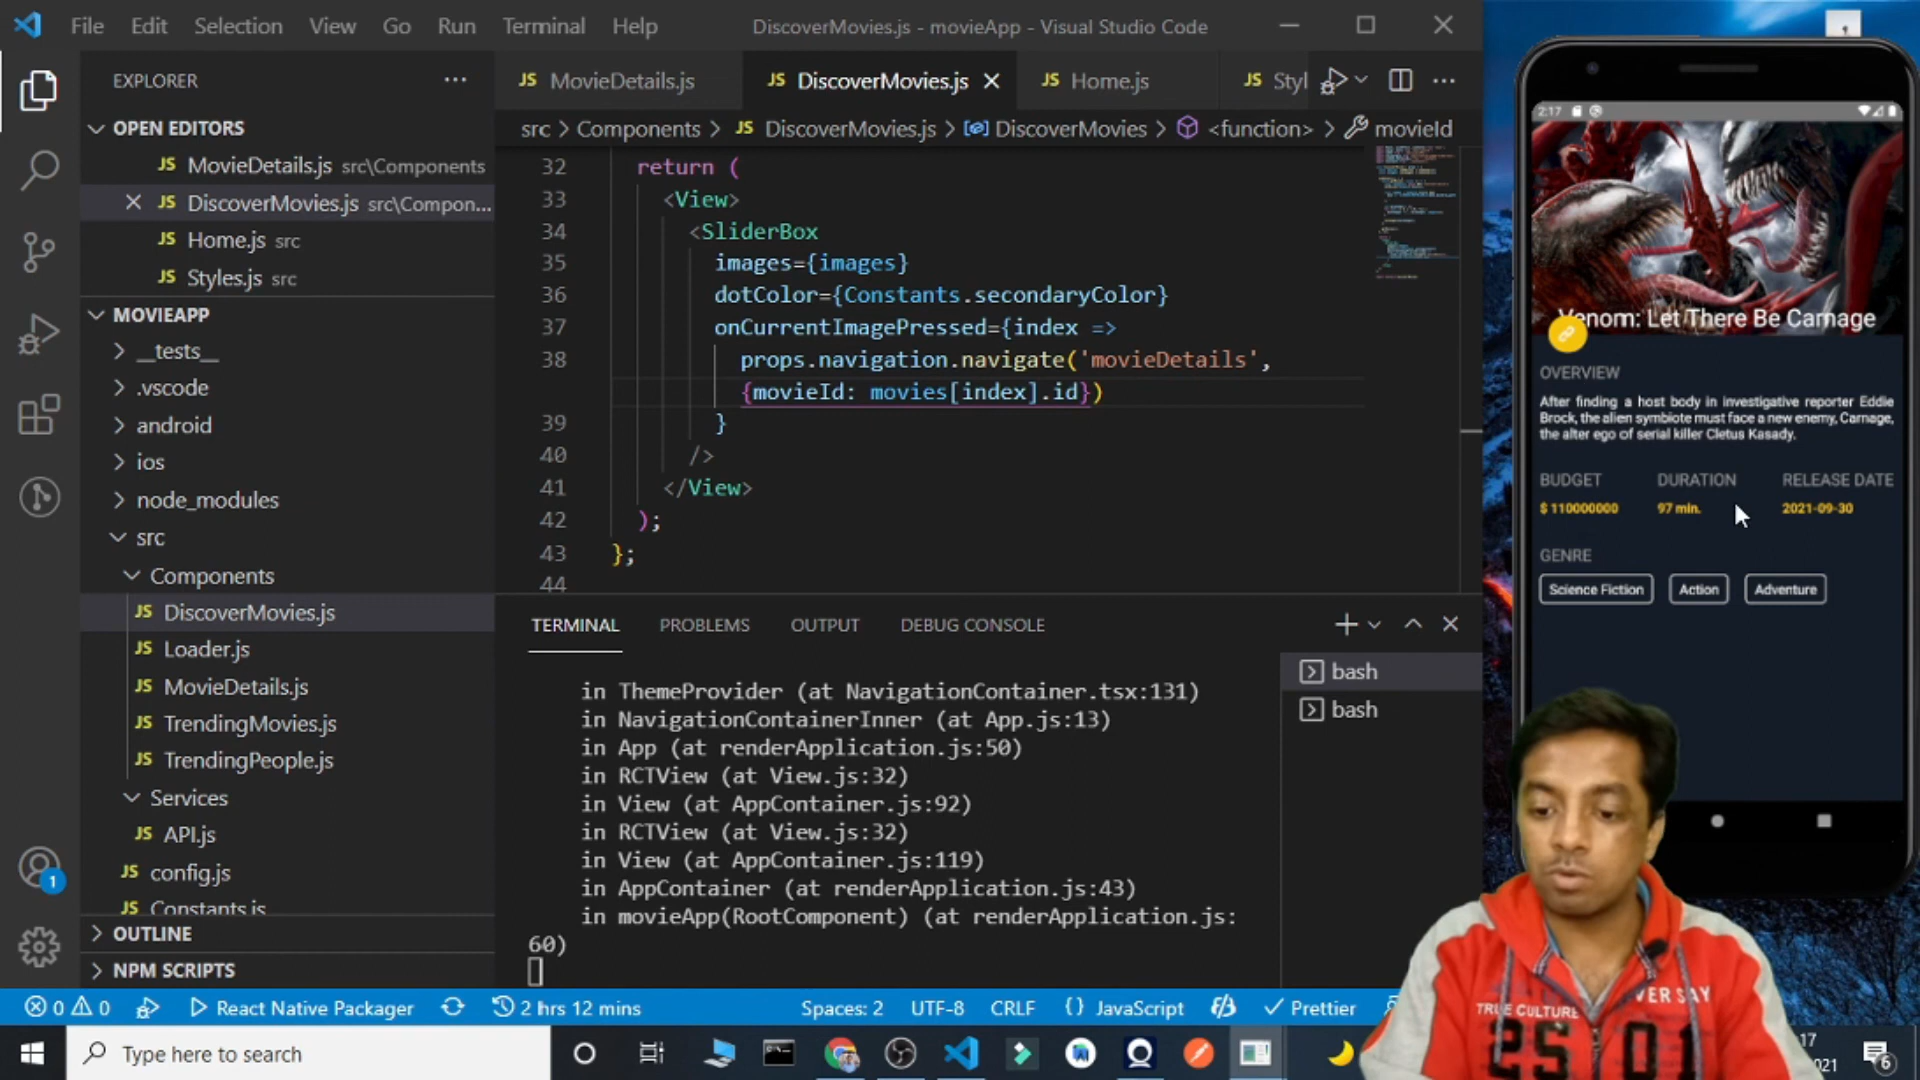 File Edit Selection View Go Run Terminal Help
DiscoverMovies.js - movieApp - Visual Studio Code
EXPLORER
OPEN EDITORS
JS MovieDetails.js src\Components
JS DiscoverMovies.js src\Compon...
JS Home.js src
JS Styles.js src
MOVIEAPP
__tests__
.vscode
android
ios
node_modules
src
Components
JS DiscoverMovies.js
JS Loader.js
JS MovieDetails.js
JS TrendingMovies.js
JS TrendingPeople.js
Services
JS API.js
JS config.js
JS Constants.js
OUTLINE
NPM SCRIPTS
JS MovieDetails.js JS DiscoverMovies.js JS Home.js JS Styl
src > Components > JS DiscoverMovies.js > DiscoverMovies > <function> > movieId
32 return (
33 <View>
34 <SliderBox
35 images={images}
36 dotColor={Constants.secondaryColor}
37 onCurrentImagePressed={index =>
38 props.navigation.navigate('movieDetails',
{movieId: movies[index].id})
39 }
40 />
41 </View>
42 );
43 };
44
TERMINAL PROBLEMS OUTPUT DEBUG CONSOLE
in ThemeProvider (at NavigationContainer.tsx:131)
in NavigationContainerInner (at App.js:13)
in App (at renderApplication.js:50)
in RCTView (at View.js:32)
in View (at AppContainer.js:92)
in RCTView (at View.js:32)
in View (at AppContainer.js:119)
in AppContainer (at renderApplication.js:43)
in movieApp(RootComponent) (at renderApplication.js:
60)
bash
bash
0 0 React Native Packager 2 hrs 12 mins Spaces: 2 UTF-8 CRLF {} JavaScript Prettier
1
Type here to search
17
021
6
2:17
Venom: Let There Be Carnage
OVERVIEW
After finding a host body in investigative reporter Eddie
Brock, the alien symbiote must face a new enemy, Carnage,
the alter ego of serial killer Cletus Kasady.
BUDGET DURATION RELEASE DATE
$ 110000000 97 min. 2021-09-30
GENRE
Science Fiction Action Adventure
TRUE CULTURE VER SAY
25 01